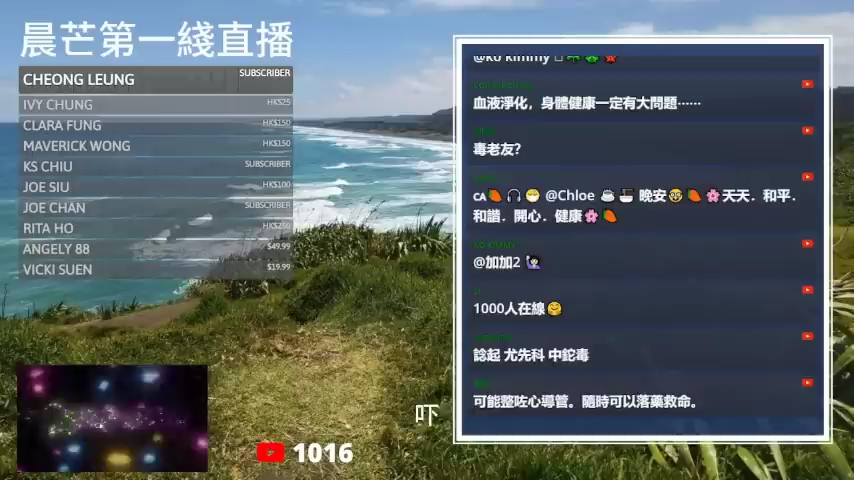 晨芒第一綫直播
CHEONG LEUNG SUBSCRIBER
IVY CHUNG HK$25
CLARA FUNG HK$150
MAVERICK WONG HK$150
KS CHIU SUBSCRIBER
JOE SIU HK$100
JOE CHAN SUBSCRIBER
RITA HO HK$250
ANGELY 88 $49.99
VICKI SUEN $19.99
吓
1016
@Ko Kimmy
血液淨化，身體健康一定有大問題⋯⋯
毒老友？
CA🥕🎧😷 @Chloe ☕ 晚安🤓🥕🌸天天．和平．
和諧．開心．健康🌸🥕
KO KIMMY
@加加2 🙋🏻‍♀️
1000人在線🤗
諗起 尤先科 中鉈毒
可能整咗心導管。隨時可以落藥救命。